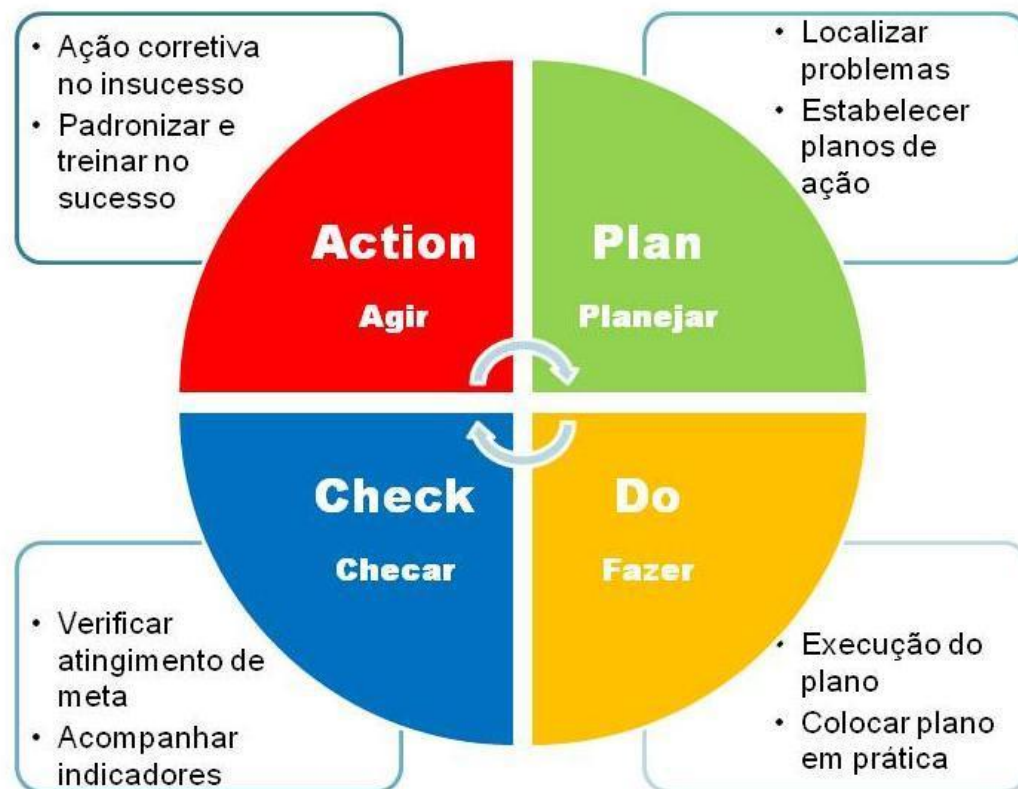 • Ação corretiva
no insucesso
• Padronizar e
treinar no
sucesso
• Localizar
problemas
• Estabelecer
planos de
ação
Action
Agir
Plan
Planejar
Check
Checar
Do
Fazer
• Verificar
atingimento de
meta
• Acompanhar
indicadores
• Execução do
plano
• Colocar plano
em prática